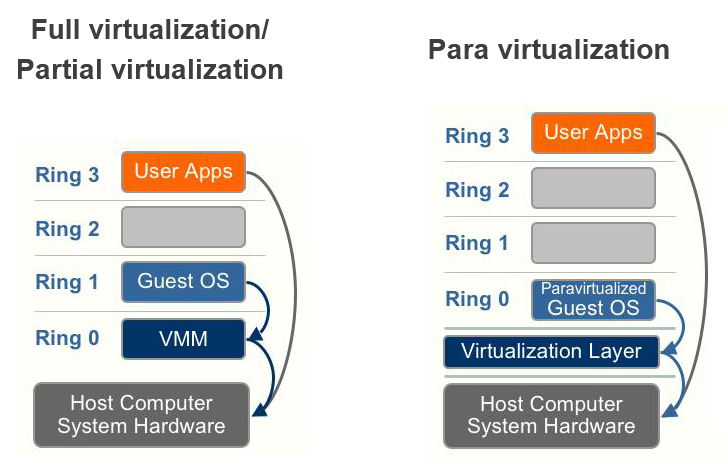 Full virtualization/
Partial virtualization
Ring 3
User Apps
Ring 2
Ring 1
Guest OS
Ring 0
VMM
Host Computer
System Hardware
Para virtualization
Ring 3
User Apps
Ring 2
Ring 1
Ring 0
Paravirtualized
Guest OS
Virtualization Layer
Host Computer
System Hardware